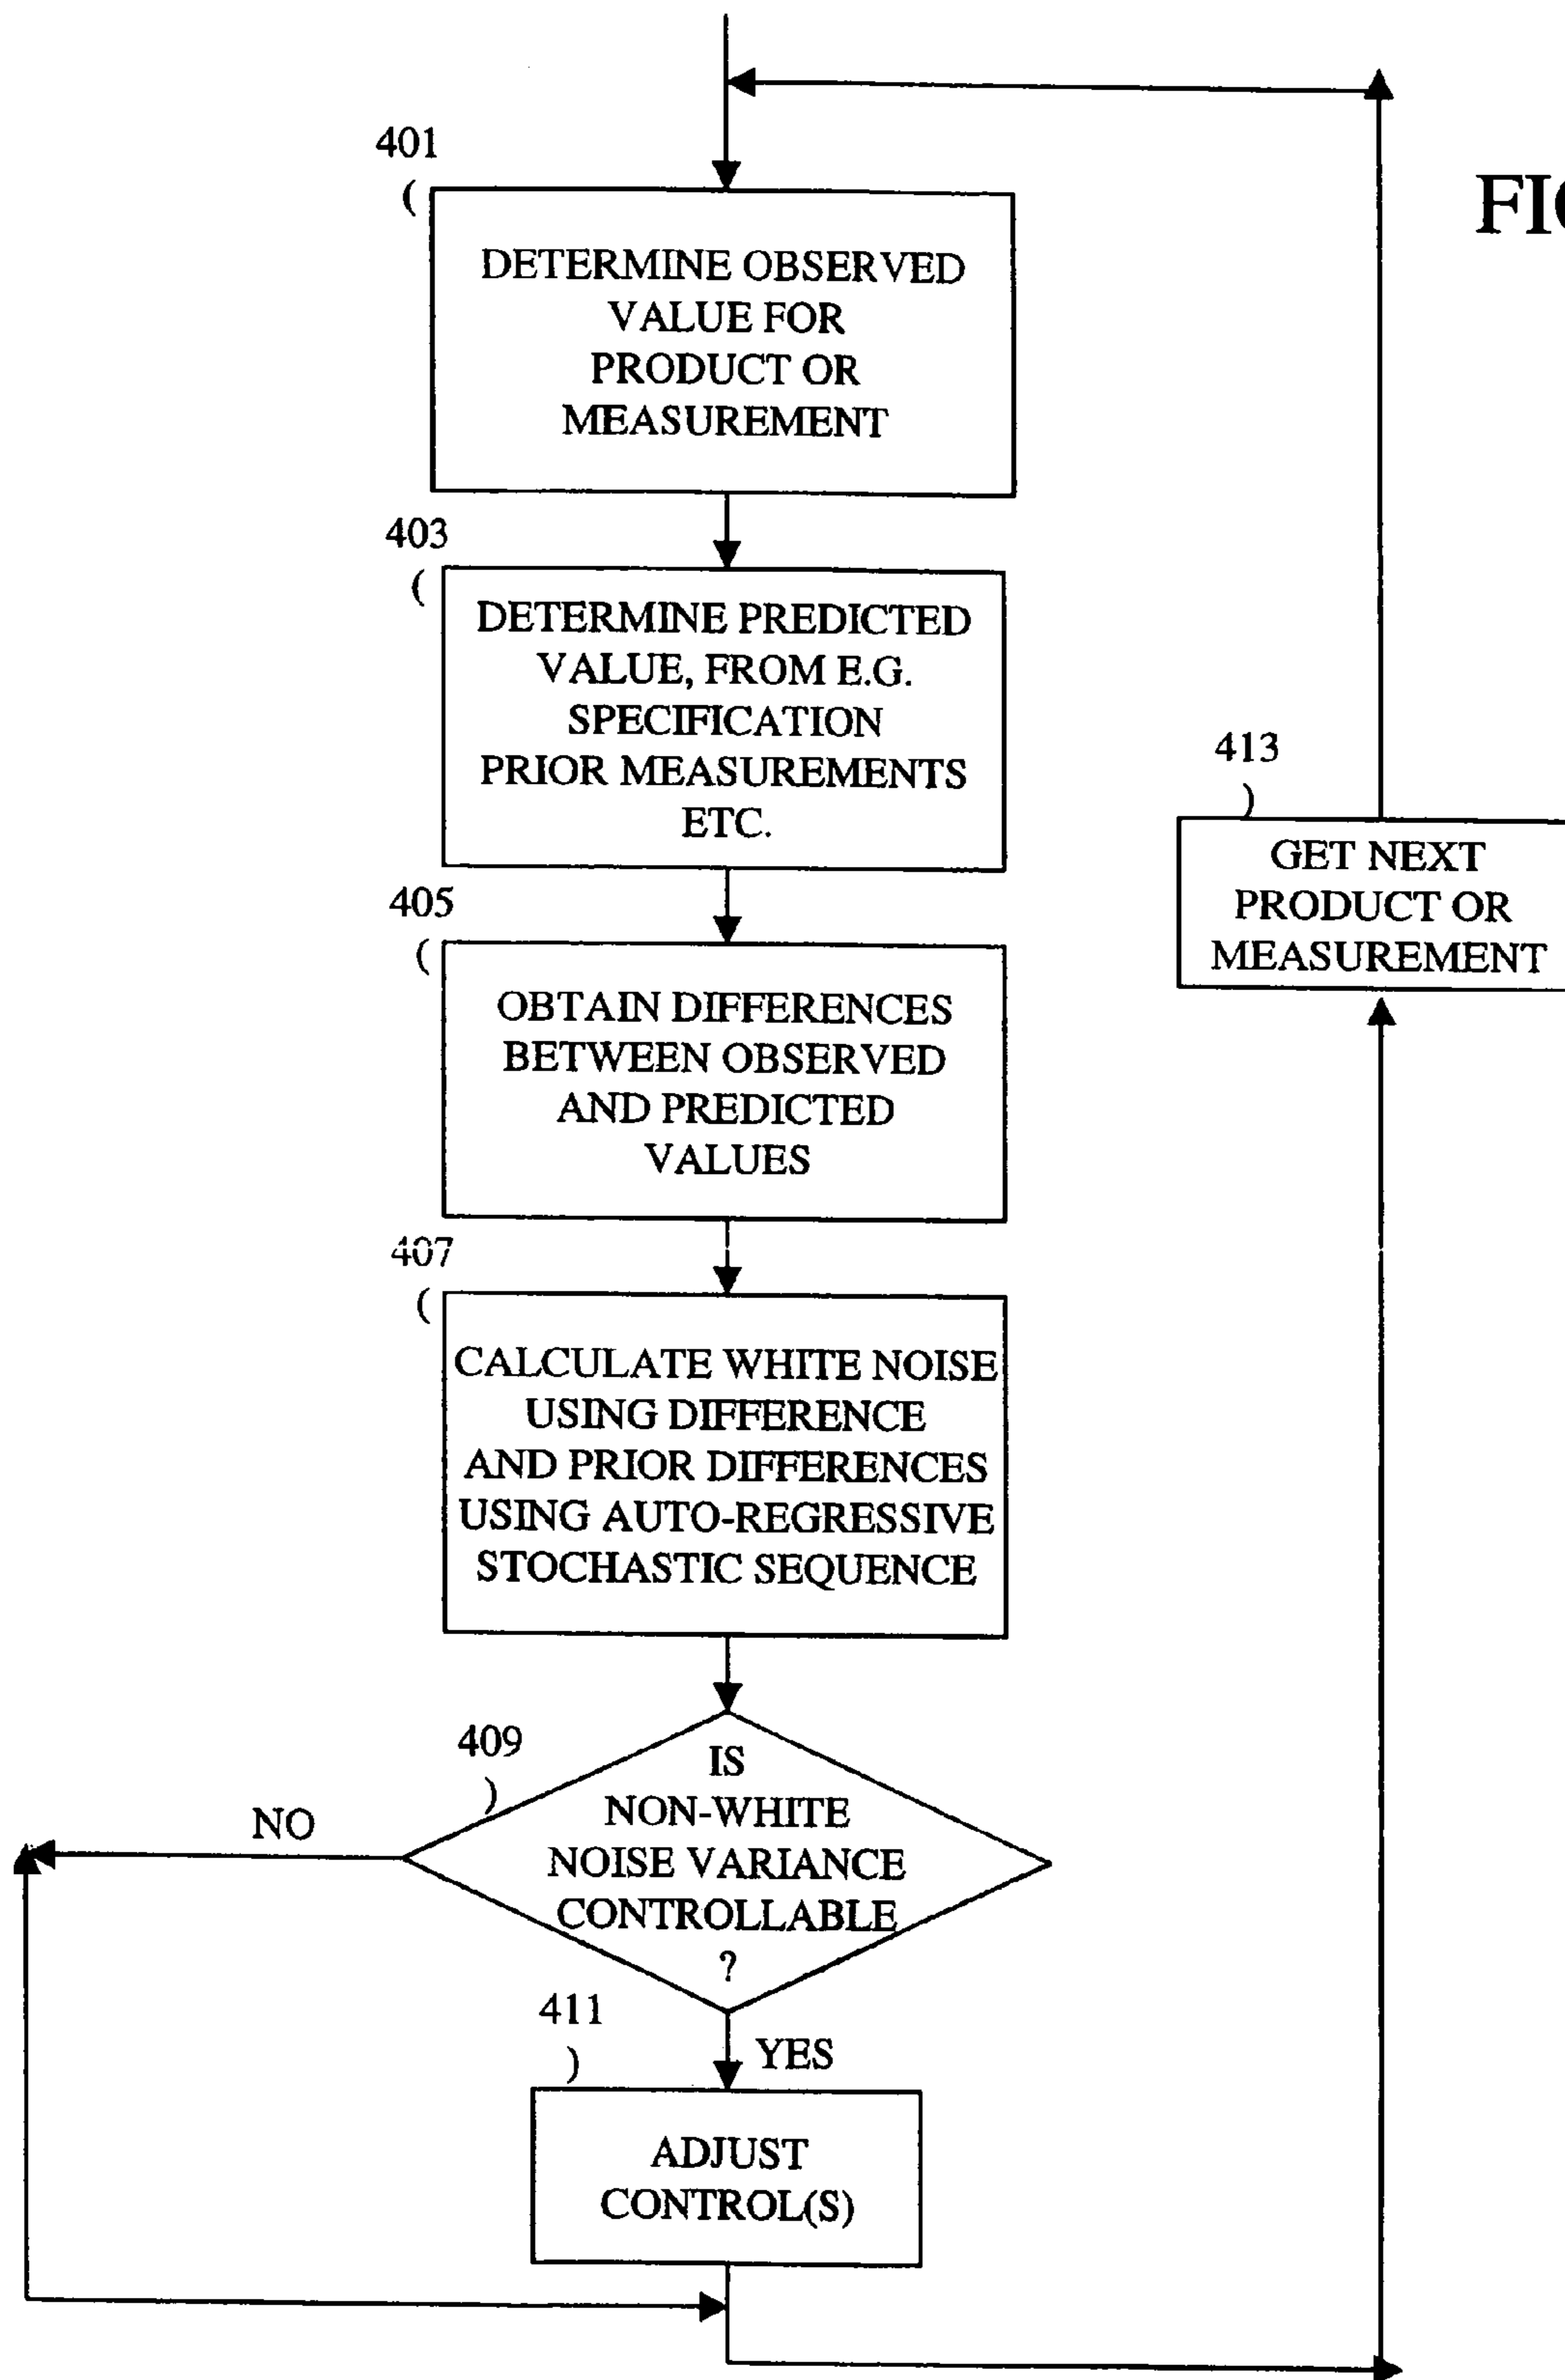 401
FIG
DETERMINE OBSERVED
VALUE FOR
PRODUCT OR
MEASUREMENT
403
DETERMINE PREDICTED
VALUE, FROM E.G.
SPECIFICATION
PRIOR MEASUREMENTS
ETC.
413
GET NEXT
PRODUCT OR
MEASUREMENT
405
OBTAIN DIFFERENCES
BETWEEN OBSERVED
AND PREDICTED
VALUES
407
CALCULATE WHITE NOISE
USING DIFFERENCE
AND PRIOR DIFFERENCES
USING AUTO-REGRESSIVE
STOCHASTIC SEQUENCE
409
IS
NON-WHITE
NOISE VARIANCE
CONTROLLABLE
?
NO
411
YES
ADJUST
CONTROL(S)